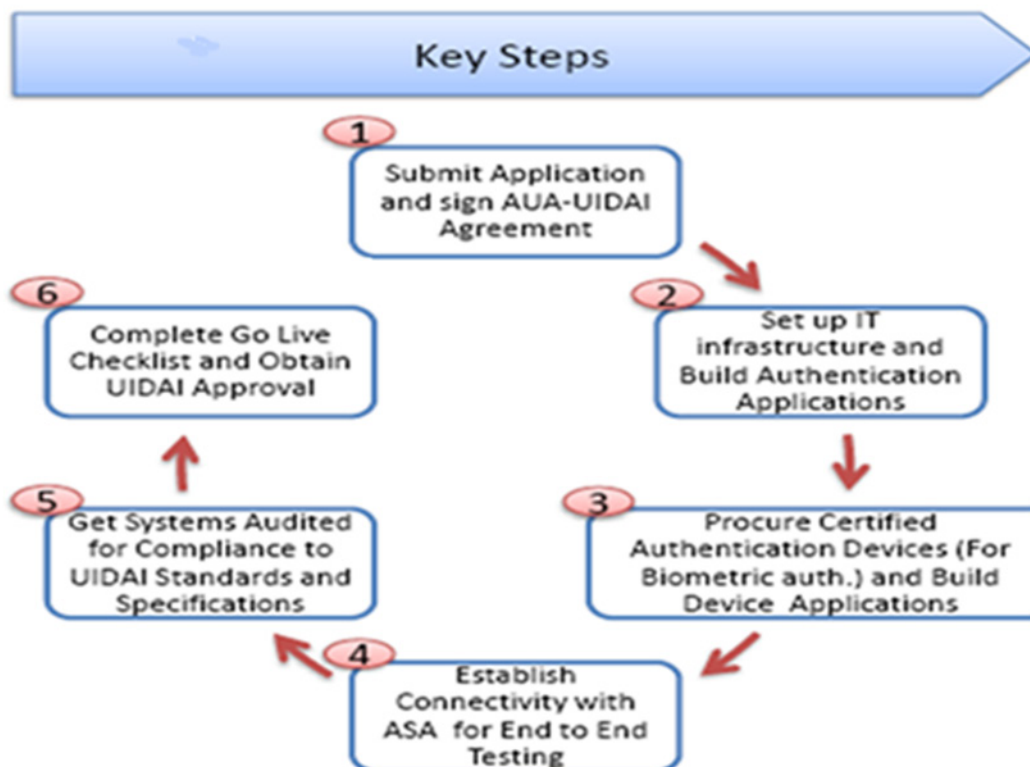 Key Steps
1
Submit Application
and sign AUA-UIDAI
Agreement
2
Set up IT
infrastructure and
Build Authentication
Applications
3
Procure Certified
Authentication Devices (For
Biometric auth.) and Build
Device Applications
4
Establish
Connectivity with
ASA for End to End
Testing
5
Get Systems Audited
for Compliance to
UIDAI Standards and
Specifications
6
Complete Go Live
Checklist and Obtain
UIDAI Approval